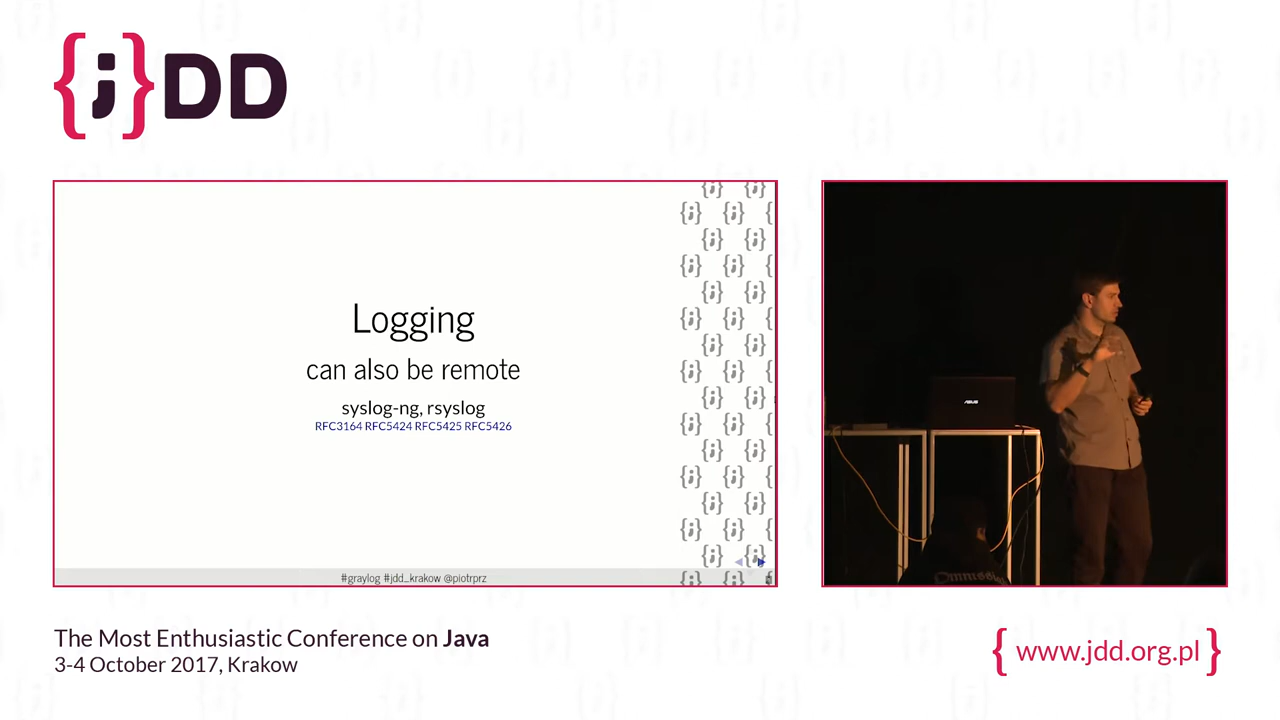 {;}DD
Logging
can also be remote
syslog-ng, rsyslog
RFC3164 RFC5424 RFC5425 RFC5426
#graylog #jdd_krakow @piotrprz
ASUS
The Most Enthusiastic Conference on Java
3-4 October 2017, Krakow
{ www.jdd.org.pl }